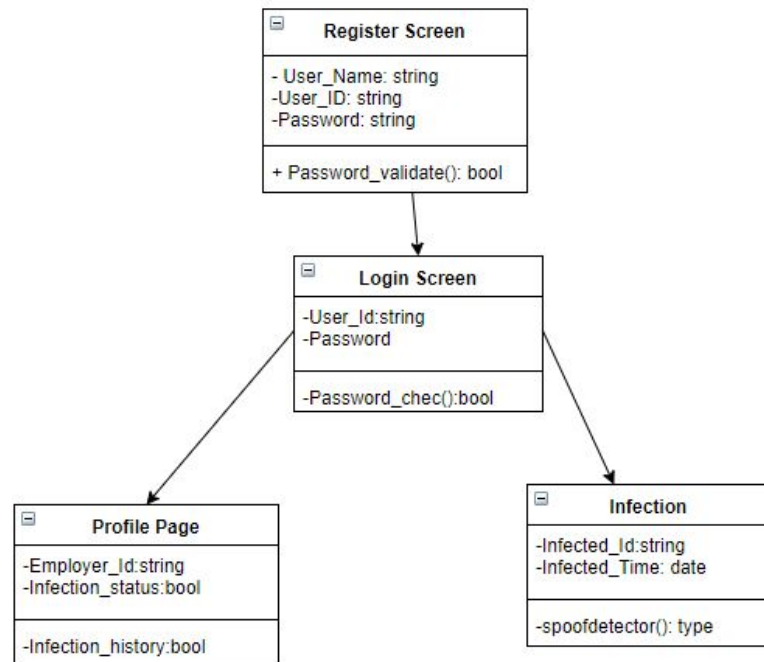 Register Screen
- User_Name: string
-User_ID: string
-Password: string
+ Password_validate(): bool
Login Screen
-User_Id:string
-Password
-Password_chec():bool
Profile Page
-Employer_Id:string
-Infection_status:bool
-Infection_history:bool
Infection
-Infected_Id:string
-Infected_Time: date
-spoofdetector(): type